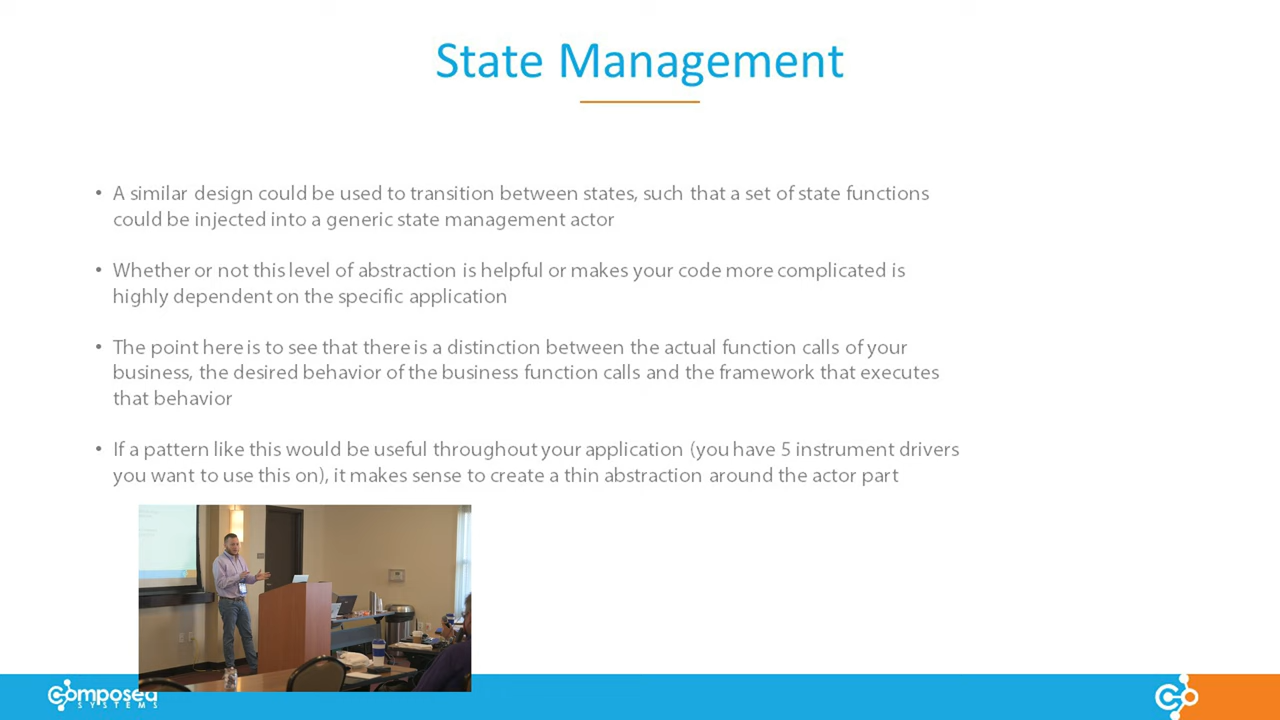 State Management
• A similar design could be used to transition between states, such that a set of state functions
could be injected into a generic state management actor
• Whether or not this level of abstraction is helpful or makes your code more complicated is
highly dependent on the specific application
• The point here is to see that there is a distinction between the actual function calls of your
business, the desired behavior of the business function calls and the framework that executes
that behavior
• If a pattern like this would be useful throughout your application (you have 5 instrument drivers
you want to use this on), it makes sense to create a thin abstraction around the actor part
Composed
SYSTEMS